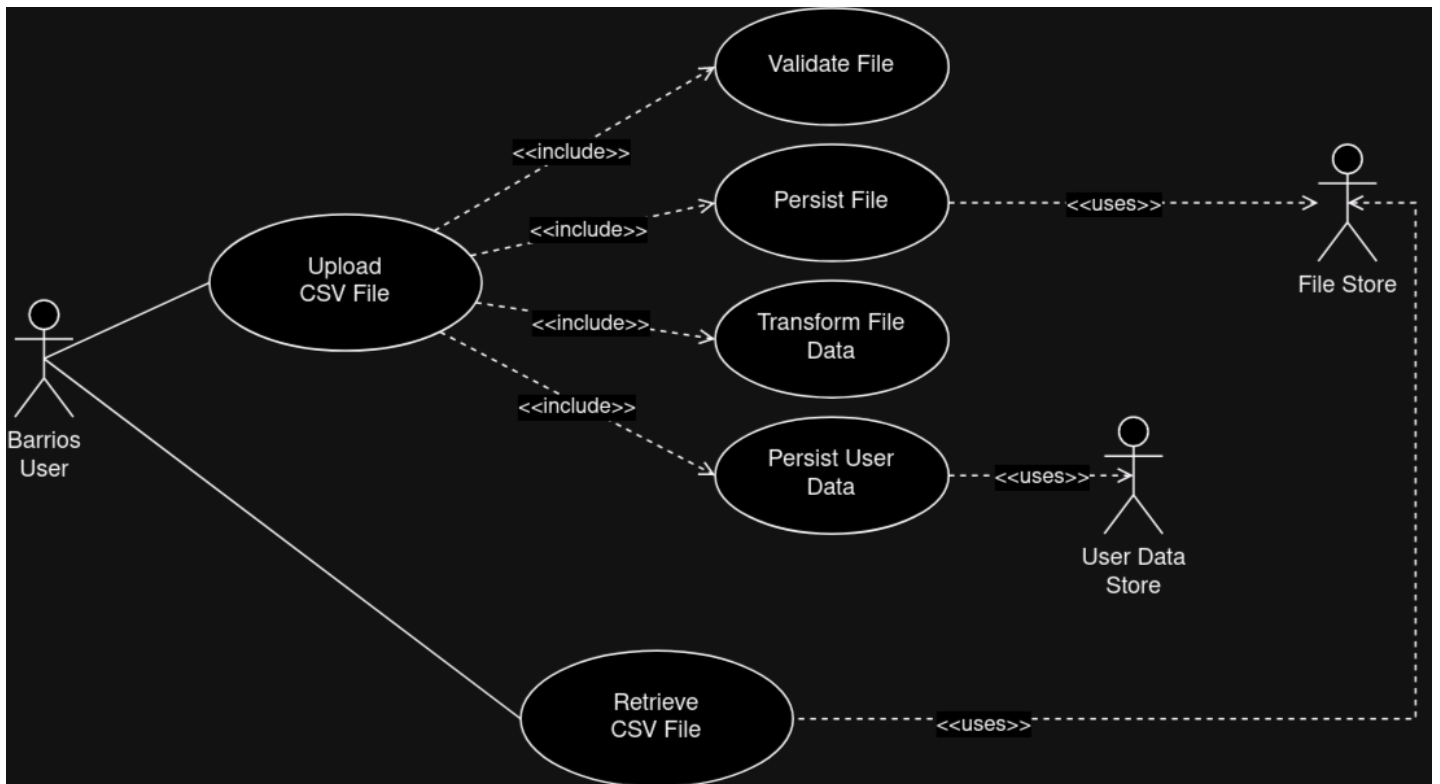 Validate File
<<include>>
Persist File
<<uses>>
<<include>>
Upload
CSV File
File Store
Transform File
Data
<<include>>
<<include>>
Barrios
User
Persist User
Data
<<uses>>
User Data
Store
Retrieve
CSV File
<<uses>>